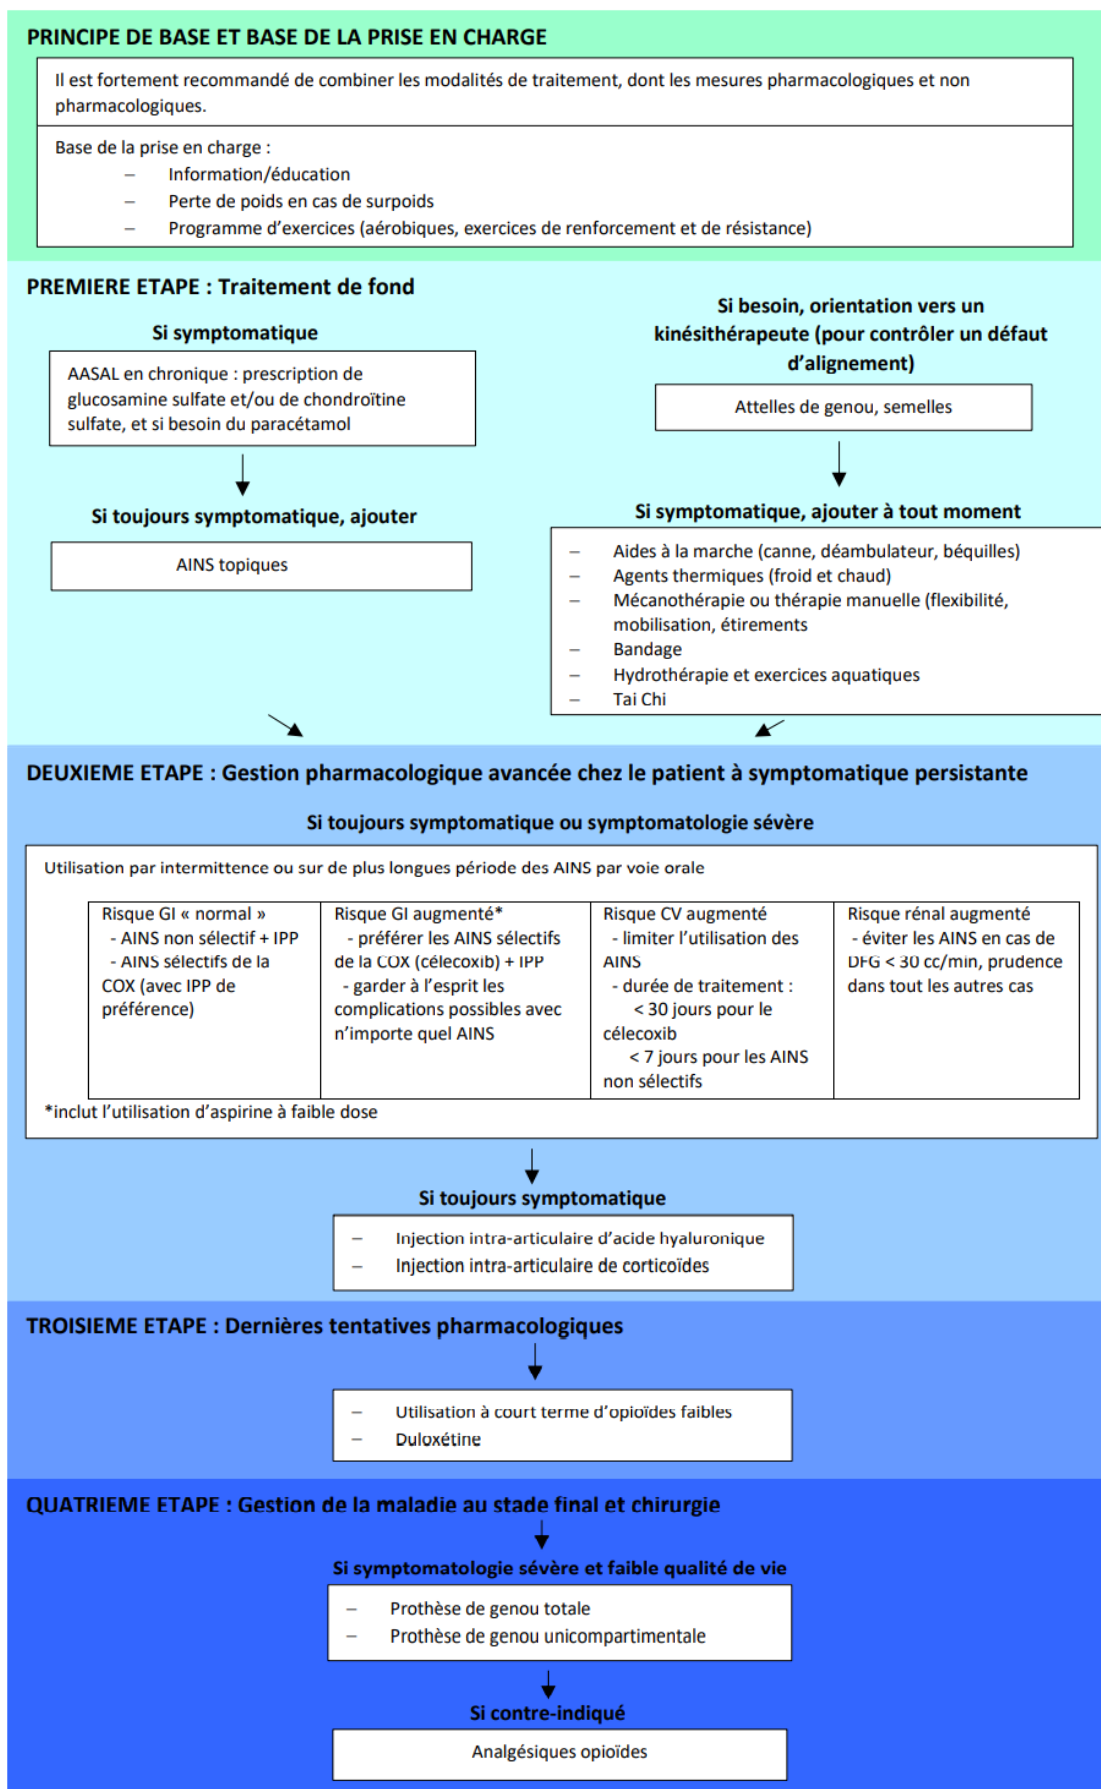 PRINCIPE DE BASE ET BASE DE LA PRISE EN CHARGE
Il est fortement recommandé de combiner les modalités de traitement, dont les mesures pharmacologiques et non
pharmacologiques.
Base de la prise en charge :
– Information/éducation
– Perte de poids en cas de surpoids
– Programme d’exercices (aérobiques, exercices de renforcement et de résistance)
PREMIERE ETAPE : Traitement de fond
Si symptomatique
AASAL en chronique : prescription de
glucosamine sulfate et/ou de chondroïtine
sulfate, et si besoin du paracétamol
Si toujours symptomatique, ajouter
AINS topiques
Si besoin, orientation vers un
kinésithérapeute (pour contrôler un défaut
d’alignement)
Attelles de genou, semelles
Si symptomatique, ajouter à tout moment
– Aides à la marche (canne, déambulateur, béquilles)
– Agents thermiques (froid et chaud)
– Mécanothérapie ou thérapie manuelle (flexibilité,
mobilisation, étirements
– Bandage
– Hydrothérapie et exercices aquatiques
– Tai Chi
DEUXIEME ETAPE : Gestion pharmacologique avancée chez le patient à symptomatique persistante
Si toujours symptomatique ou symptomatologie sévère
Utilisation par intermittence ou sur de plus longues période des AINS par voie orale
Risque GI « normal »
- AINS non sélectif + IPP
- AINS sélectifs de la
COX (avec IPP de
préférence)
Risque GI augmenté*
- préférer les AINS sélectifs
de la COX (célecoxib) + IPP
- garder à l’esprit les
complications possibles avec
n’importe quel AINS
Risque CV augmenté
- limiter l’utilisation des
AINS
- durée de traitement :
< 30 jours pour le
célecoxib
< 7 jours pour les AINS
non sélectifs
Risque rénal augmenté
- éviter les AINS en cas de
DFG < 30 cc/min, prudence
dans tout les autres cas
*inclut l’utilisation d’aspirine à faible dose
Si toujours symptomatique
– Injection intra-articulaire d’acide hyaluronique
– Injection intra-articulaire de corticoïdes
TROISIEME ETAPE : Dernières tentatives pharmacologiques
– Utilisation à court terme d’opioïdes faibles
– Duloxétine
QUATRIEME ETAPE : Gestion de la maladie au stade final et chirurgie
Si symptomatologie sévère et faible qualité de vie
– Prothèse de genou totale
– Prothèse de genou unicompartimentale
Si contre-indiqué
Analgésiques opioïdes